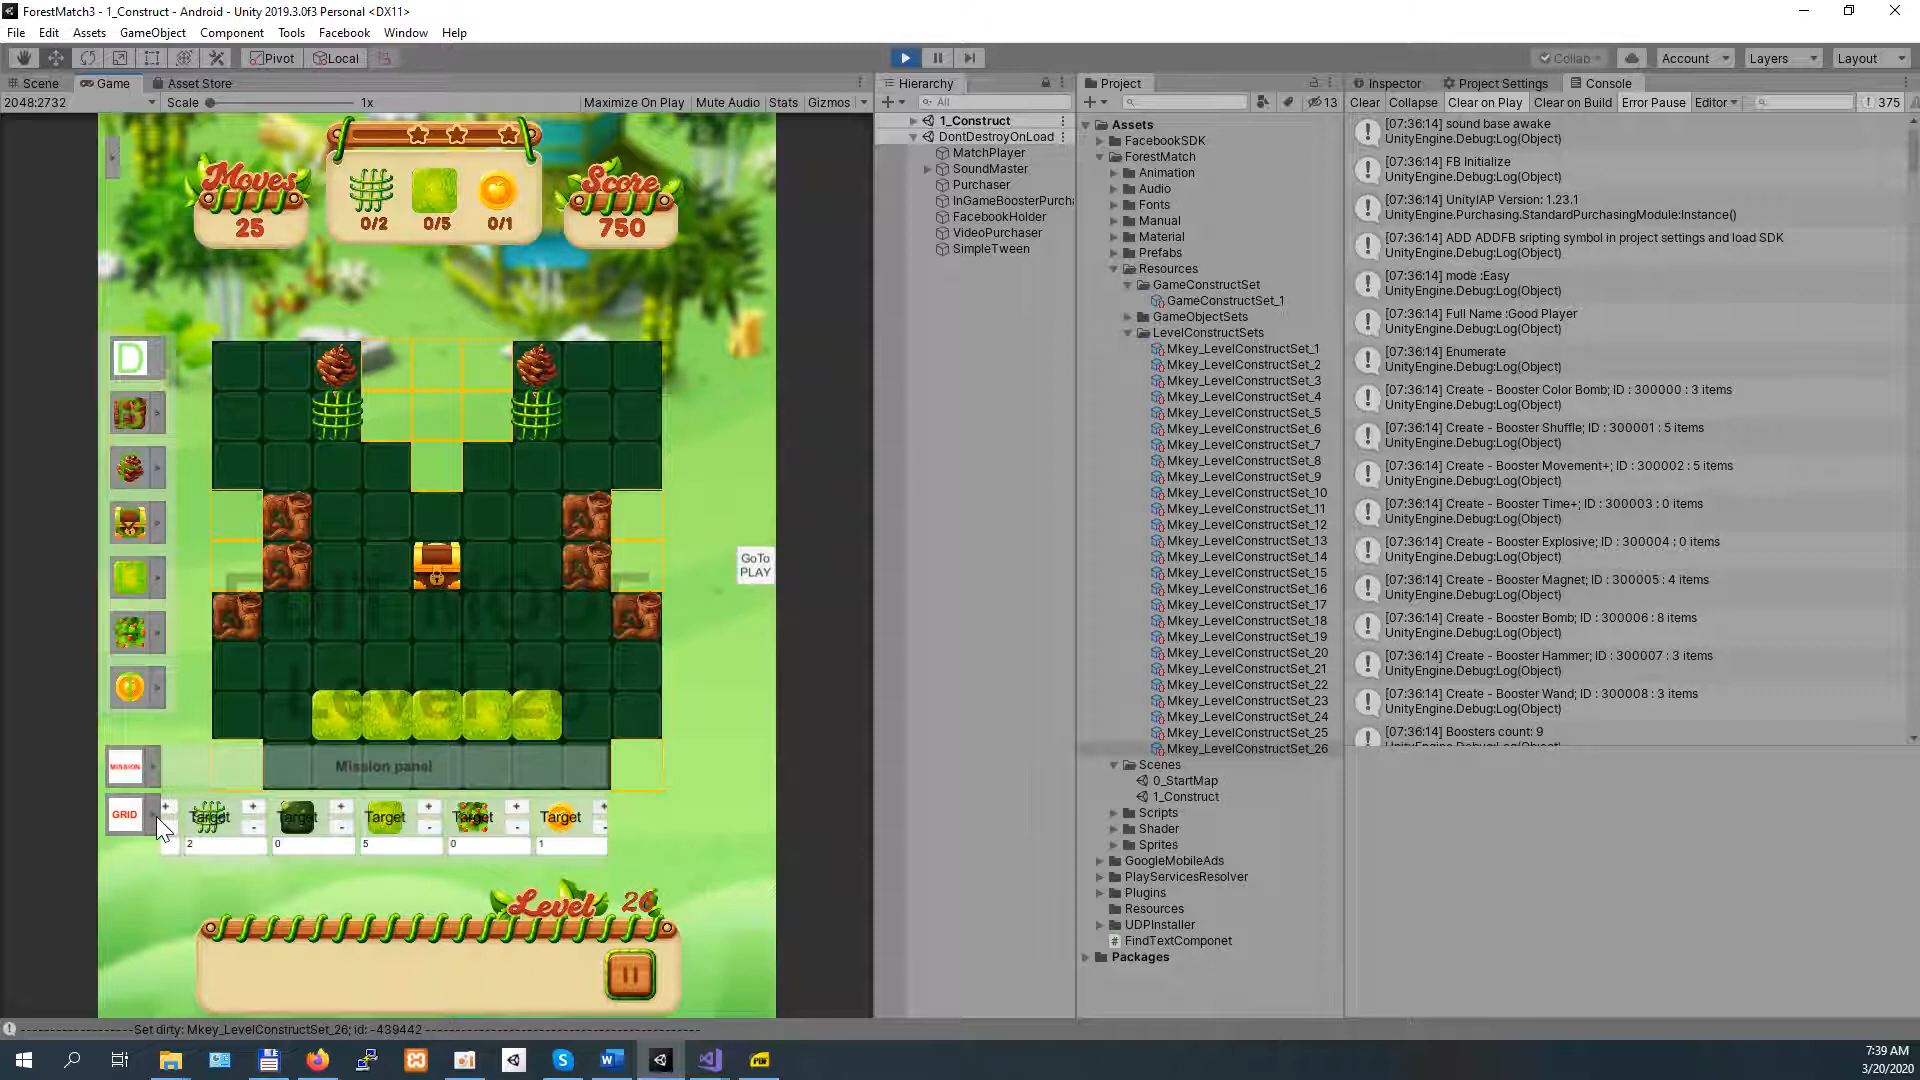 ForestMatch3 - 1_Construct - Android - Unity 2019.3.0f3 Personal <DX11>
File Edit Assets GameObject Component Tools Facebook Window Help
Pivot Local
Collab Account Layers Layout
Scene Game Asset Store
2048:2732 Scale 1x Maximize On Play Mute Audio Stats Gizmos
Moves
25
0/2 0/5 0/1
Score
750
D
GoTo
PLAY
EDIT MODE
Level 26
MISSION
Mission panel
GRID
Target Target Target Target Target
+ + + + + +
- - - - -
2 0 5 0 1
Level 26
Hierarchy
All
1_Construct
DontDestroyOnLoad
MatchPlayer
SoundMaster
Purchaser
InGameBoosterPurcha
FacebookHolder
VideoPurchaser
SimpleTween
Project
13
Assets
FacebookSDK
ForestMatch
Animation
Audio
Fonts
Manual
Material
Prefabs
Resources
GameConstructSet
GameConstructSet_1
GameObjectSets
LevelConstructSets
Mkey_LevelConstructSet_1
Mkey_LevelConstructSet_2
Mkey_LevelConstructSet_3
Mkey_LevelConstructSet_4
Mkey_LevelConstructSet_5
Mkey_LevelConstructSet_6
Mkey_LevelConstructSet_7
Mkey_LevelConstructSet_8
Mkey_LevelConstructSet_9
Mkey_LevelConstructSet_10
Mkey_LevelConstructSet_11
Mkey_LevelConstructSet_12
Mkey_LevelConstructSet_13
Mkey_LevelConstructSet_14
Mkey_LevelConstructSet_15
Mkey_LevelConstructSet_16
Mkey_LevelConstructSet_17
Mkey_LevelConstructSet_18
Mkey_LevelConstructSet_19
Mkey_LevelConstructSet_20
Mkey_LevelConstructSet_21
Mkey_LevelConstructSet_22
Mkey_LevelConstructSet_23
Mkey_LevelConstructSet_24
Mkey_LevelConstructSet_25
Mkey_LevelConstructSet_26
Scenes
0_StartMap
1_Construct
Scripts
Shader
Sprites
GoogleMobileAds
PlayServicesResolver
Plugins
Resources
UDPInstaller
FindTextComponet
Packages
Inspector Project Settings Console
Clear Collapse Clear on Play Clear on Build Error Pause Editor 375
[07:36:14] sound base awake
UnityEngine.Debug:Log(Object)
[07:36:14] FB Initialize
UnityEngine.Debug:Log(Object)
[07:36:14] UnityIAP Version: 1.23.1
UnityEngine.Purchasing.StandardPurchasingModule:Instance()
[07:36:14] ADD ADDFB sripting symbol in project settings and load SDK
UnityEngine.Debug:Log(Object)
[07:36:14] mode :Easy
UnityEngine.Debug:Log(Object)
[07:36:14] Full Name :Good Player
UnityEngine.Debug:Log(Object)
[07:36:14] Enumerate
UnityEngine.Debug:Log(Object)
[07:36:14] Create - Booster Color Bomb; ID : 300000 : 3 items
UnityEngine.Debug:Log(Object)
[07:36:14] Create - Booster Shuffle; ID : 300001 : 5 items
UnityEngine.Debug:Log(Object)
[07:36:14] Create - Booster Movement+; ID : 300002 : 5 items
UnityEngine.Debug:Log(Object)
[07:36:14] Create - Booster Time+; ID : 300003 : 0 items
UnityEngine.Debug:Log(Object)
[07:36:14] Create - Booster Explosive; ID : 300004 : 0 items
UnityEngine.Debug:Log(Object)
[07:36:14] Create - Booster Magnet; ID : 300005 : 4 items
UnityEngine.Debug:Log(Object)
[07:36:14] Create - Booster Bomb; ID : 300006 : 8 items
UnityEngine.Debug:Log(Object)
[07:36:14] Create - Booster Hammer; ID : 300007 : 3 items
UnityEngine.Debug:Log(Object)
[07:36:14] Create - Booster Wand; ID : 300008 : 3 items
UnityEngine.Debug:Log(Object)
[07:36:14] Boosters count: 9
UnityEngine.Debug:Log(Object)
--------------------Set dirty: Mkey_LevelConstructSet_26; id: -439442 --------------------------------------------------
7:39 AM
3/20/2020